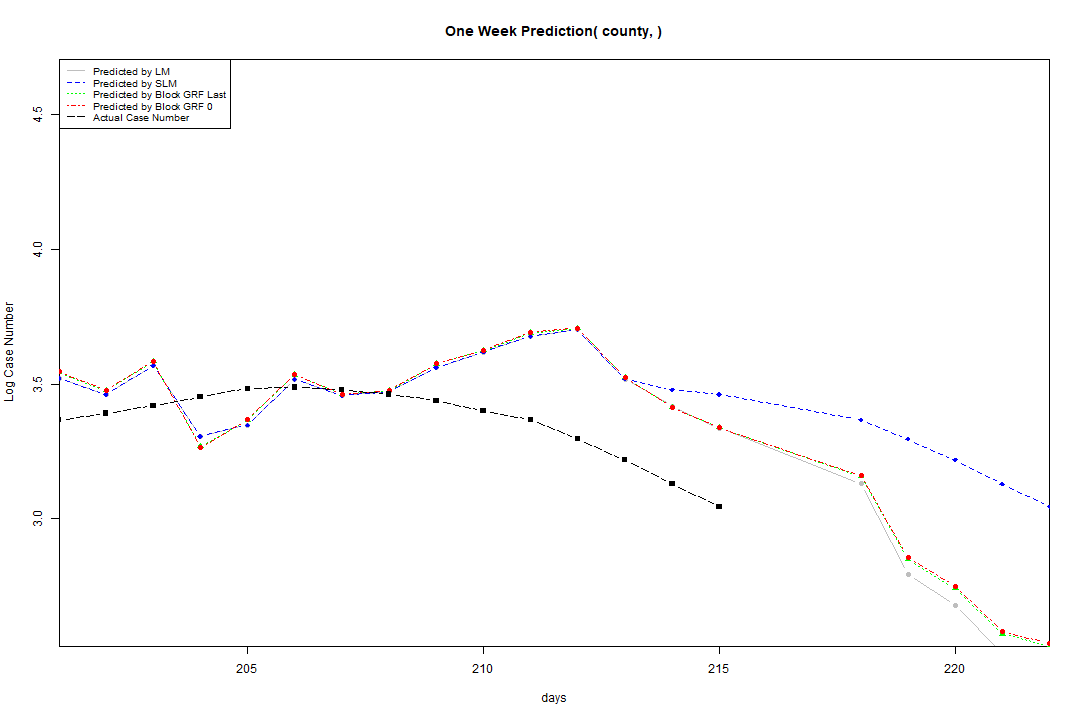 One Week Prediction( county, )
Predicted by LM
Predicted by SLM
Predicted by Block GRF Last
Predicted by Block GRF 0
Actual Case Number
4.5
4.0
3.5
3.0
Log Case Number
205 210 215 220
days